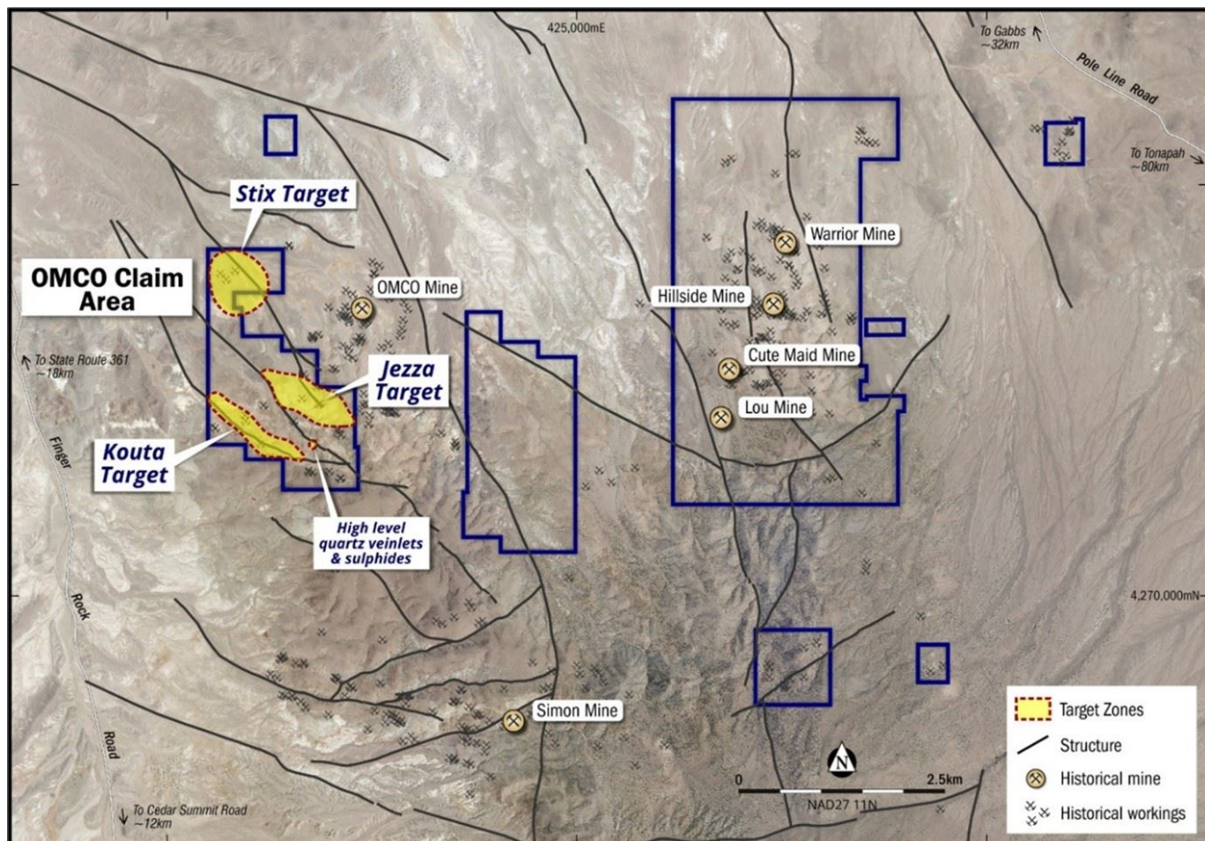 425,000mE
To Gabbs
~32km
Pole Line Road
To Tonapah
~80km
Stix Target
OMCO Claim
Area
OMCO Mine
Warrior Mine
Hillside Mine
Cute Maid Mine
Lou Mine
To State Route 361
~18km
Jezza
Target
Kouta
Target
High level
quartz veinlets
& sulphides
Finger
Rock
Road
4,270,000mN
Simon Mine
To Cedar Summit Road
~12km
N
0
2.5km
NAD27 11N
Target Zones
Structure
Historical mine
Historical workings